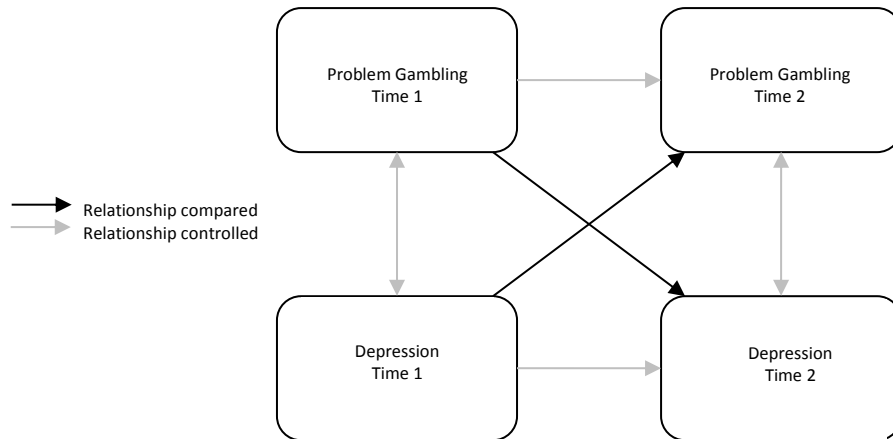 Problem Gambling
Time 1
Problem Gambling
Time 2
Relationship compared
Relationship controlled
Depression
Time 1
Depression
Time 2